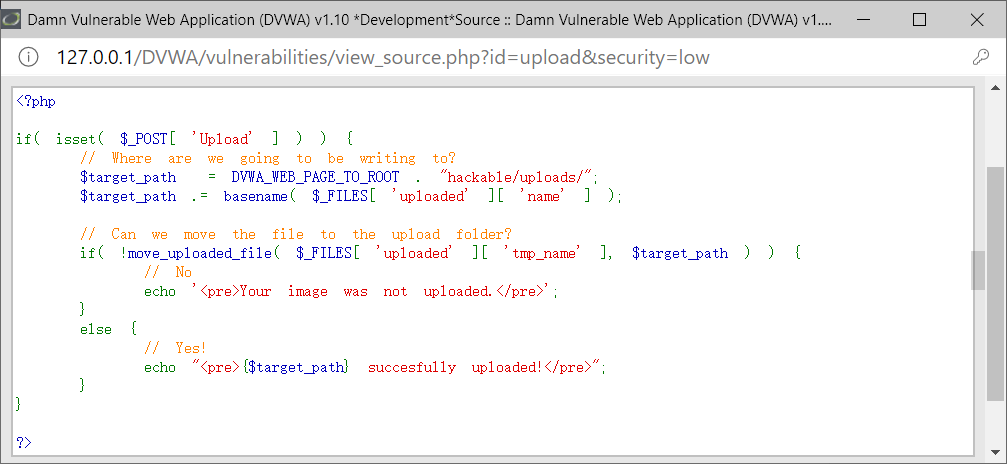 Damn Vulnerable Web Application (DVWA) v1.10 *Development*Source :: Damn Vulnerable Web Application (DVWA) v1....
127.0.0.1/DVWA/vulnerabilities/view_source.php?id=upload&security=low
<?php
if( isset( $_POST[ 'Upload' ] ) ) {
// Where are we going to be writing to?
$target_path = DVWA_WEB_PAGE_TO_ROOT . "hackable/uploads/";
$target_path .= basename( $_FILES[ 'uploaded' ][ 'name' ] );
// Can we move the file to the upload folder?
if( !move_uploaded_file( $_FILES[ 'uploaded' ][ 'tmp_name' ], $target_path ) ) {
// No
echo '<pre>Your image was not uploaded.</pre>';
}
else {
// Yes!
echo "<pre>{$target_path} succesfully uploaded!</pre>";
}
}
?>